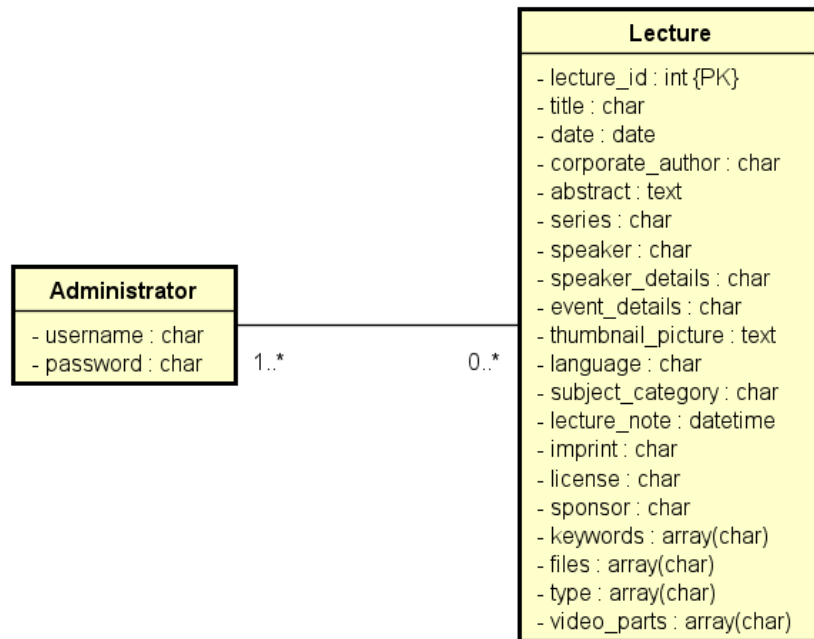 Administrator
- username : char
- password : char
1..*
0..*
Lecture
- lecture_id : int {PK}
- title : char
- date : date
- corporate_author : char
- abstract : text
- series : char
- speaker : char
- speaker_details : char
- event_details : char
- thumbnail_picture : text
- language : char
- subject_category : char
- lecture_note : datetime
- imprint : char
- license : char
- sponsor : char
- keywords : array(char)
- files : array(char)
- type : array(char)
- video_parts : array(char)